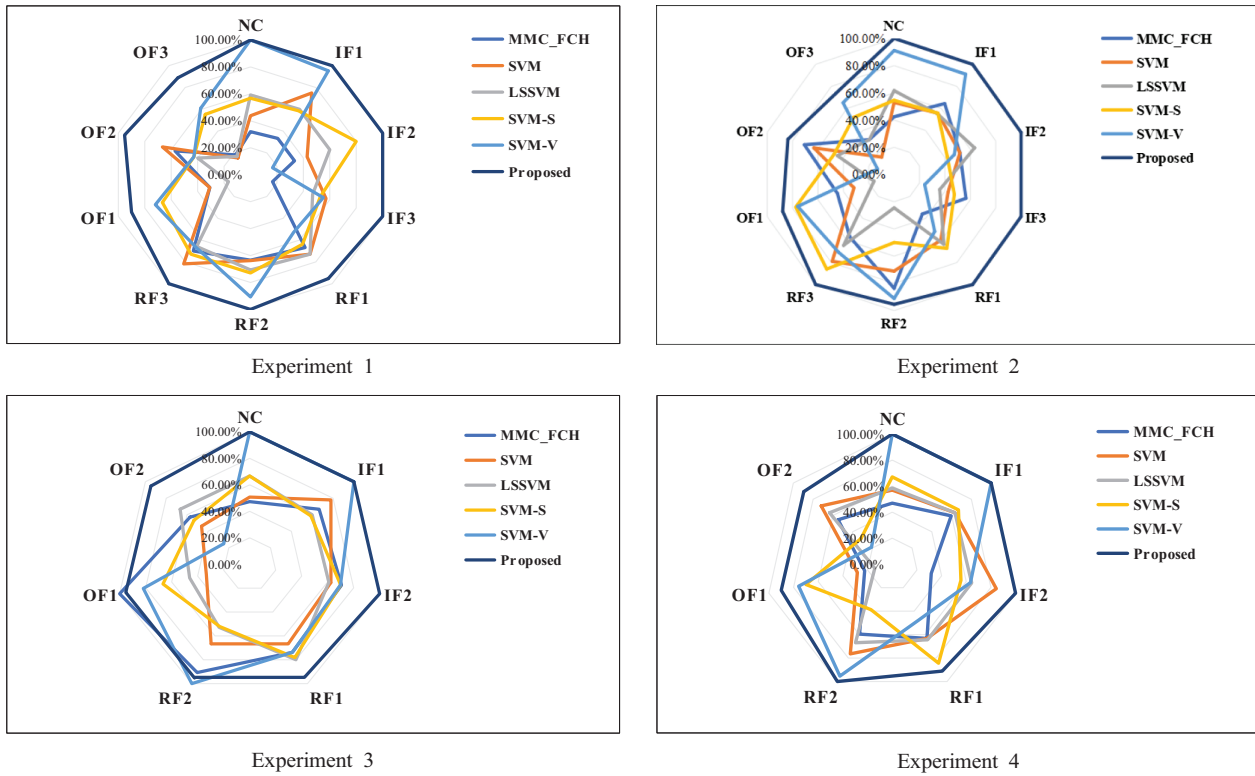 NC
100.00%
80.00%
60.00%
40.00%
20.00%
0.00%
IF1
IF2
IF3
RF1
RF2
RF3
OF1
OF2
OF3
MMC_FCH
SVM
LSSVM
SVM-S
SVM-V
Proposed
Experiment 1
NC
100.00%
80.00%
60.00%
40.00%
20.00%
0.00%
IF1
IF2
IF3
RF1
RF2
RF3
OF1
OF2
OF3
MMC_FCH
SVM
LSSVM
SVM-S
SVM-V
Proposed
Experiment 2
NC
100.00%
80.00%
60.00%
40.00%
20.00%
0.00%
IF1
IF2
RF1
RF2
OF1
OF2
MMC_FCH
SVM
LSSVM
SVM-S
SVM-V
Proposed
Experiment 3
NC
100.00%
80.00%
60.00%
40.00%
20.00%
0.00%
IF1
IF2
RF1
RF2
OF1
OF2
MMC_FCH
SVM
LSSVM
SVM-S
SVM-V
Proposed
Experiment 4